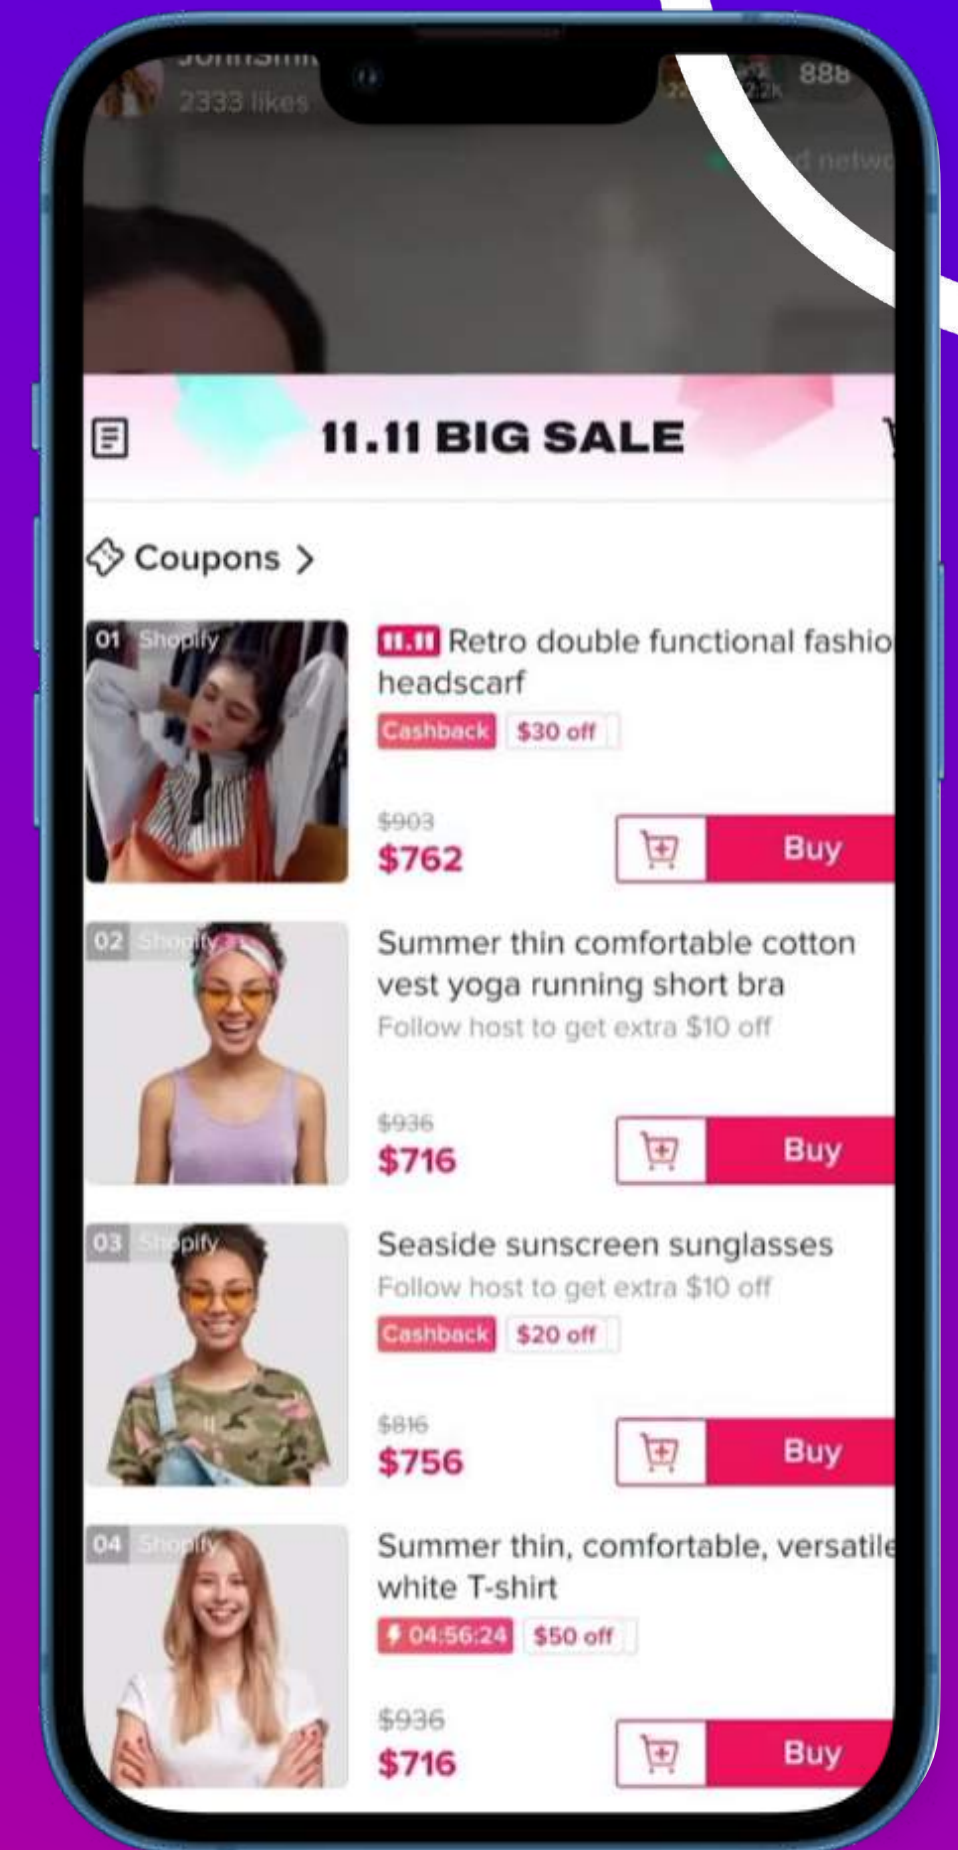 2333 likes
888
11.11 BIG SALE
Coupons >
01 Shopify
11.11 Retro double functional fashio
headscarf
Cashback $30 off
$903
$762
Buy
02 Shopify
Summer thin comfortable cotton
vest yoga running short bra
Follow host to get extra $10 off
$936
$716
Buy
03 Shopify
Seaside sunscreen sunglasses
Follow host to get extra $10 off
Cashback $20 off
$816
$756
Buy
04 Shopify
Summer thin, comfortable, versatile
white T-shirt
04:56:24 $50 off
$936
$716
Buy